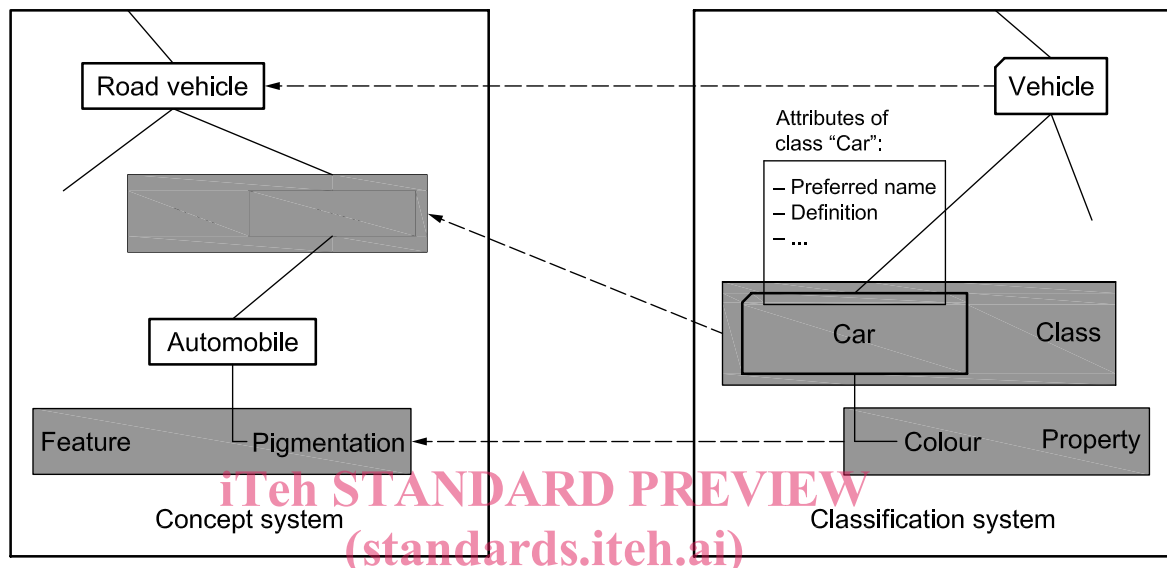 Road vehicle
Automobile
Feature
Pigmentation
Concept system
Vehicle
Attributes of
class “Car”:
– Preferred name
– Definition
– ...
Car
Class
Colour
Property
Classification system
iTeh STANDARD PREVIEW
(standards.iteh.ai)